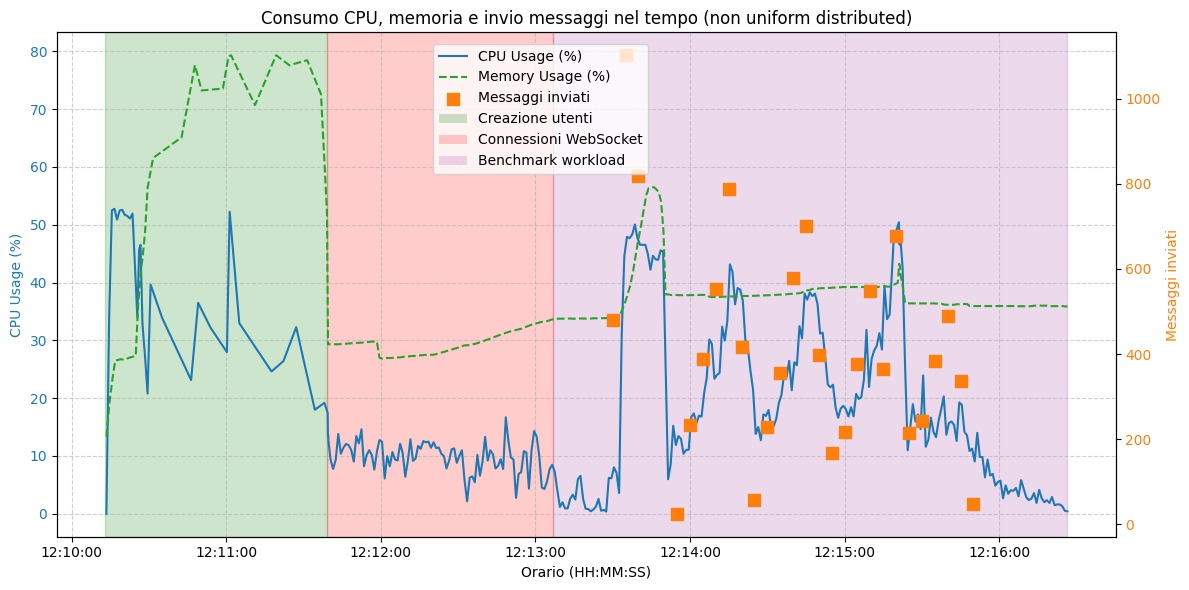 Consumo CPU, memoria e invio messaggi nel tempo (non uniform distributed)
CPU Usage (%)
Memory Usage (%)
Messaggi inviati
Creazione utenti
Connessioni WebSocket
Benchmark workload
80
70
60
50
40
30
20
10
0
CPU Usage (%)
1000
800
600
400
200
0
Messaggi inviati
12:10:00 12:11:00 12:12:00 12:13:00 12:14:00 12:15:00 12:16:00
Orario (HH:MM:SS)